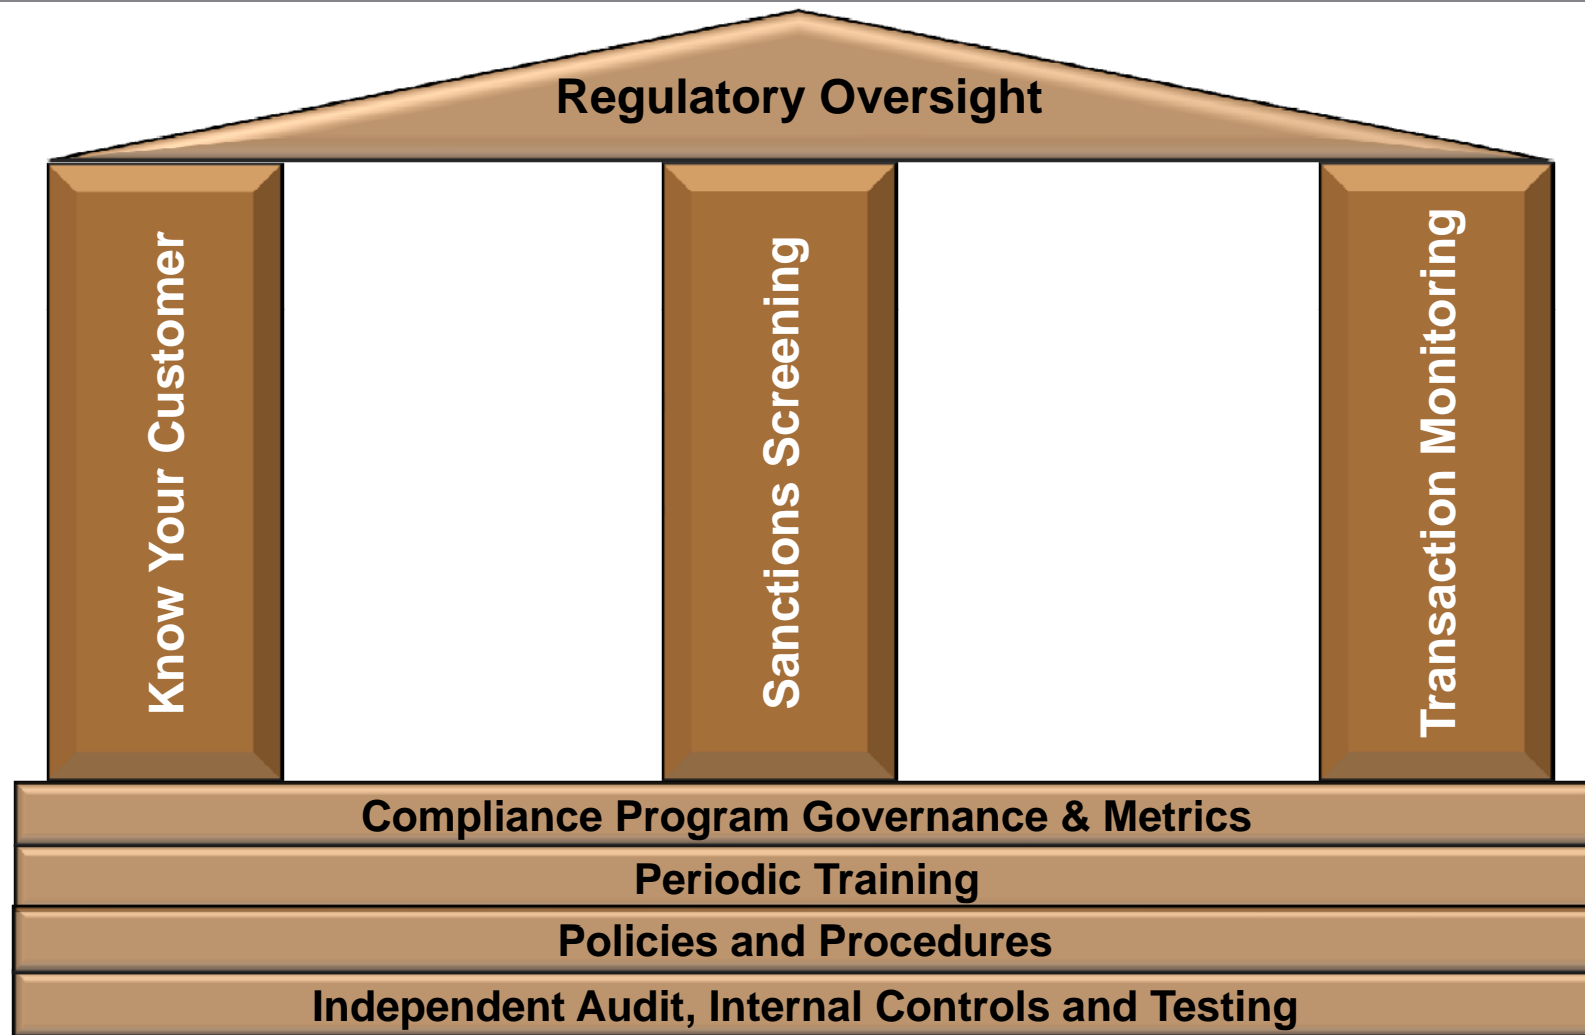 Regulatory Oversight
Know Your Customer
Sanctions Screening
Transaction Monitoring
Compliance Program Governance & Metrics
Periodic Training
Policies and Procedures
Independent Audit, Internal Controls and Testing